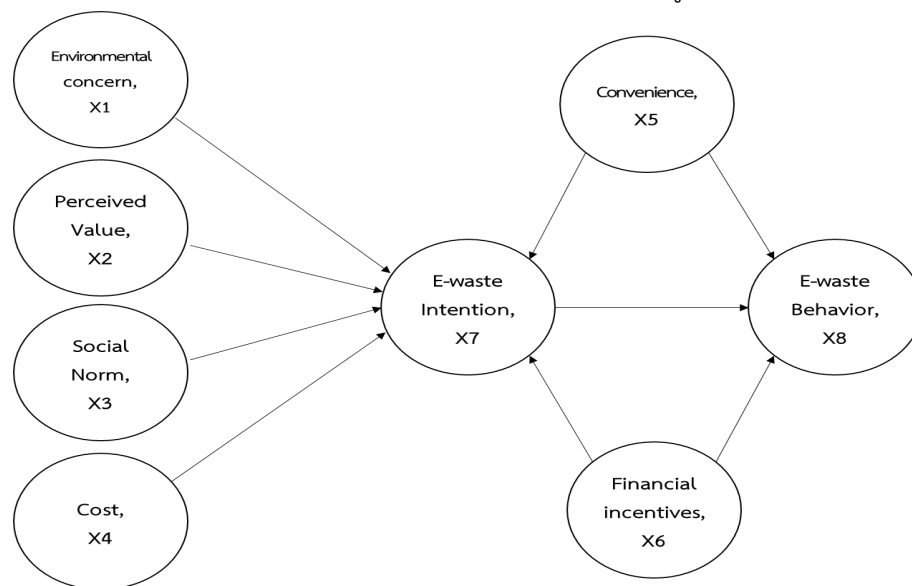 Environmental
concern,
X1
Perceived
Value,
X2
Social
Norm,
X3
Cost,
X4
E-waste
Intention,
X7
Convenience,
X5
Financial
incentives,
X6
E-waste
Behavior,
X8